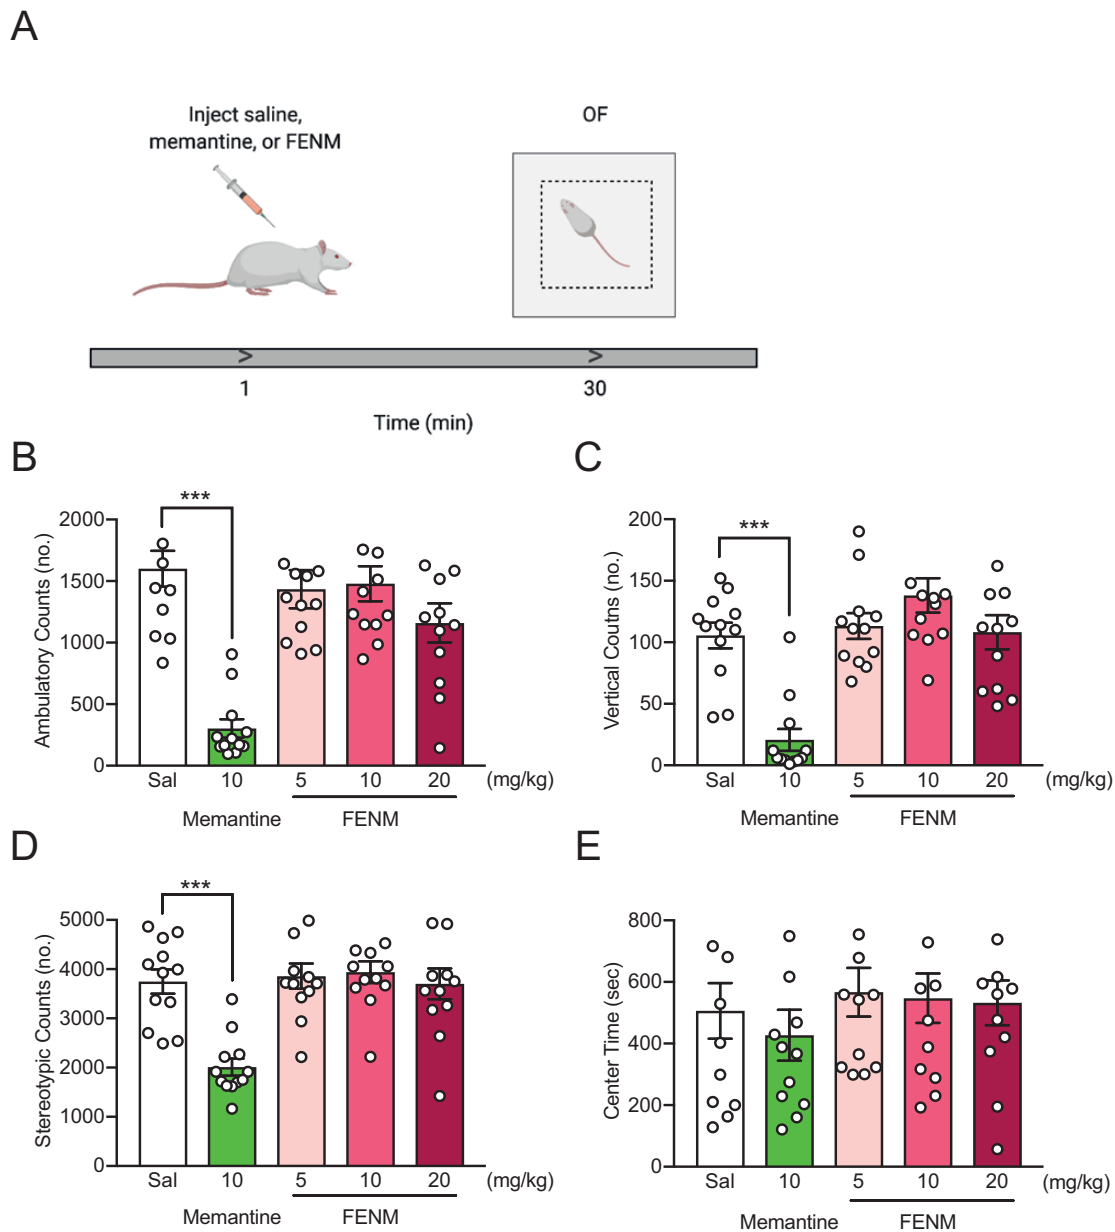 A
Inject saline,
memantine, or FENM
OF
> >
1 30
Time (min)
B
Ambulatory Counts (no.)
2000
1500
1000
500
0
***
Sal 10 5 10 20 (mg/kg)
Memantine FENM
C
Vertical Coutns (no.)
200
150
100
50
0
***
Sal 10 5 10 20 (mg/kg)
Memantine FENM
D
Stereotypic Counts (no.)
5000
4000
3000
2000
1000
0
***
Sal 10 5 10 20 (mg/kg)
Memantine FENM
E
Center Time (sec)
800
600
400
200
0
Sal 10 5 10 20 (mg/kg)
Memantine FENM